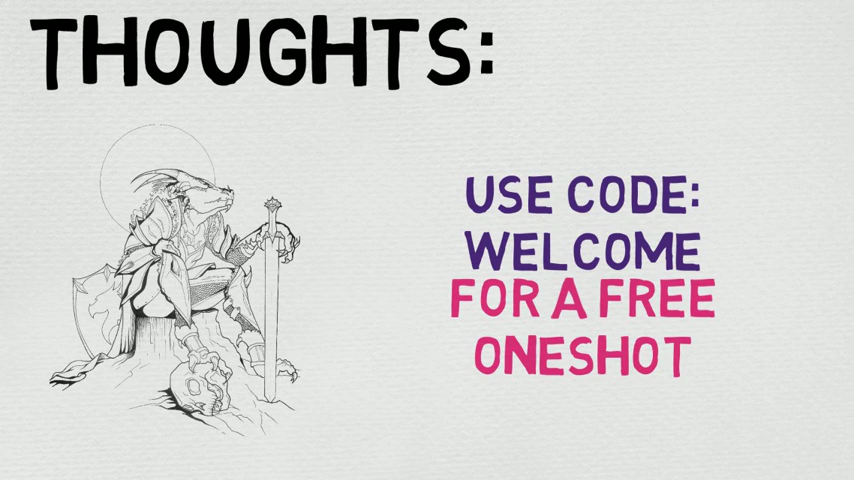 THOUGHTS:
USE CODE:
WELCOME
FOR A FREE
ONESHOT